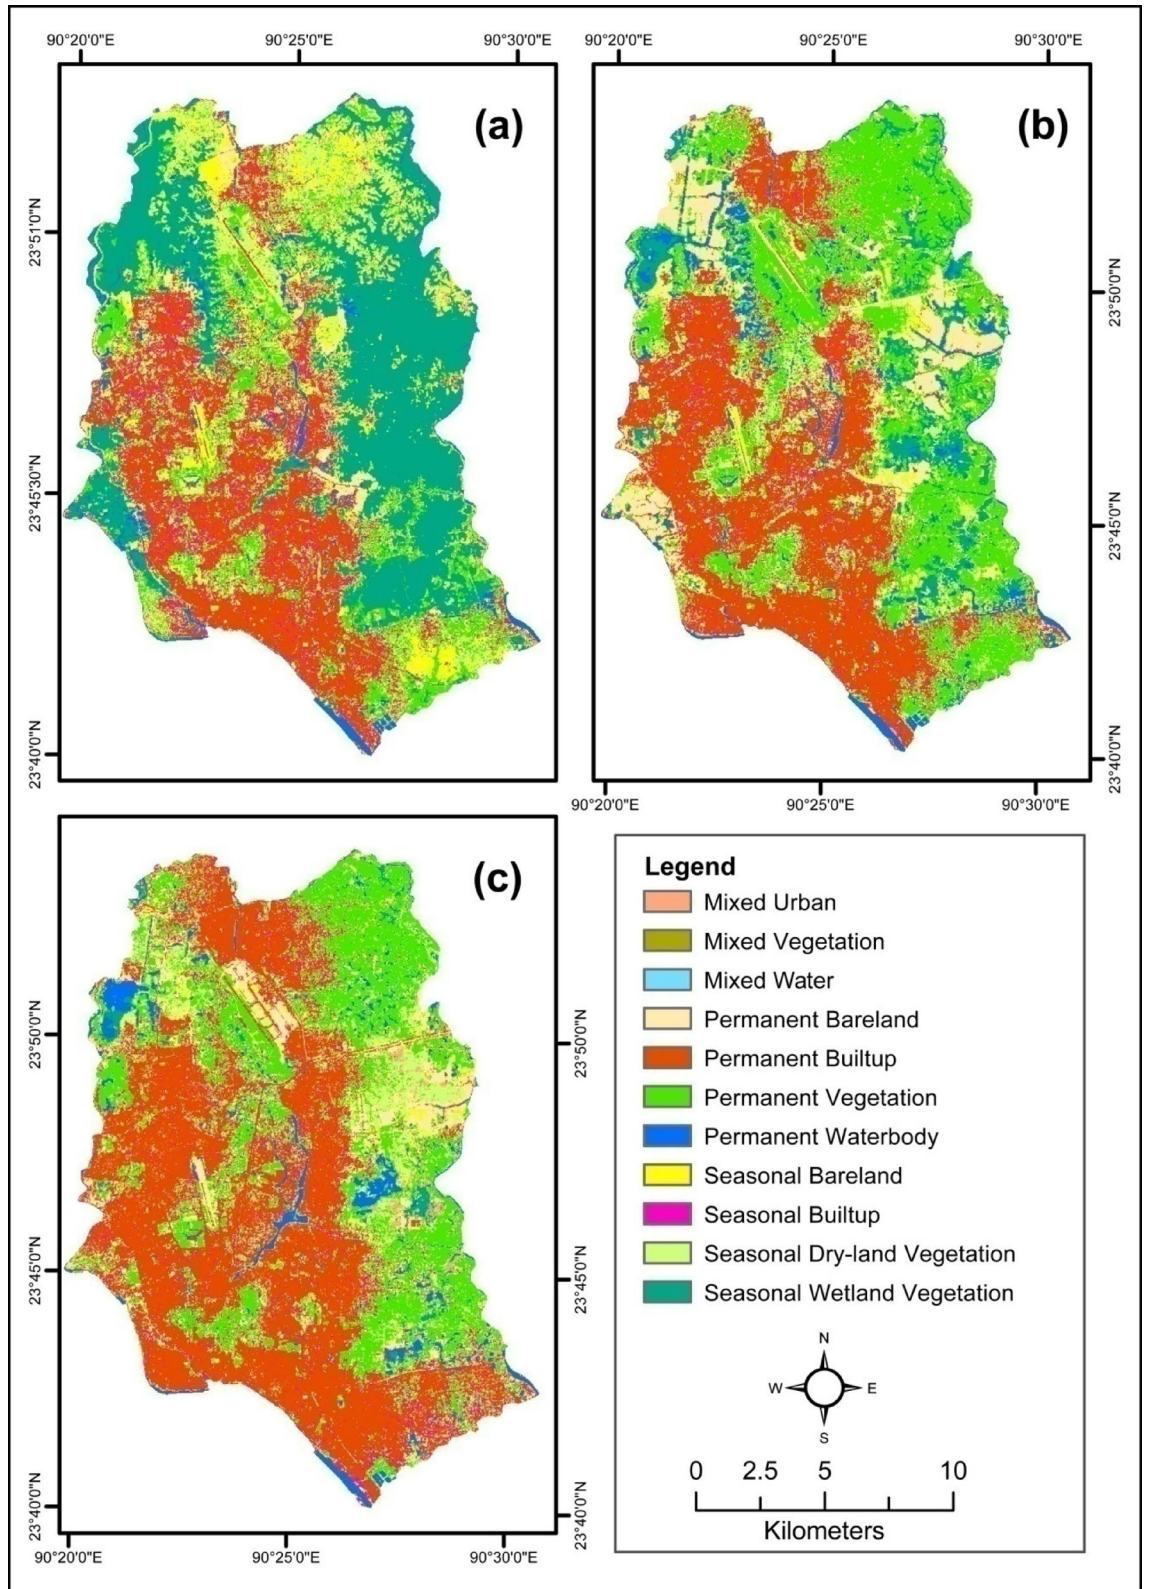 90°20'0"E 90°25'0"E 90°30'0"E
90°20'0"E 90°25'0"E 90°30'0"E
(a)
23°51'0"N
23°45'30"N
23°40'0"N
(b)
23°50'0"N
23°45'0"N
23°40'0"N
90°20'0"E 90°25'0"E 90°30'0"E
(c)
23°50'0"N
23°45'0"N
23°40'0"N
23°50'0"N
23°45'0"N
23°40'0"N
90°20'0"E 90°25'0"E 90°30'0"E
Legend
Mixed Urban
Mixed Vegetation
Mixed Water
Permanent Bareland
Permanent Builtup
Permanent Vegetation
Permanent Waterbody
Seasonal Bareland
Seasonal Builtup
Seasonal Dry-land Vegetation
Seasonal Wetland Vegetation
N
W E
S
0 2.5 5 10
Kilometers